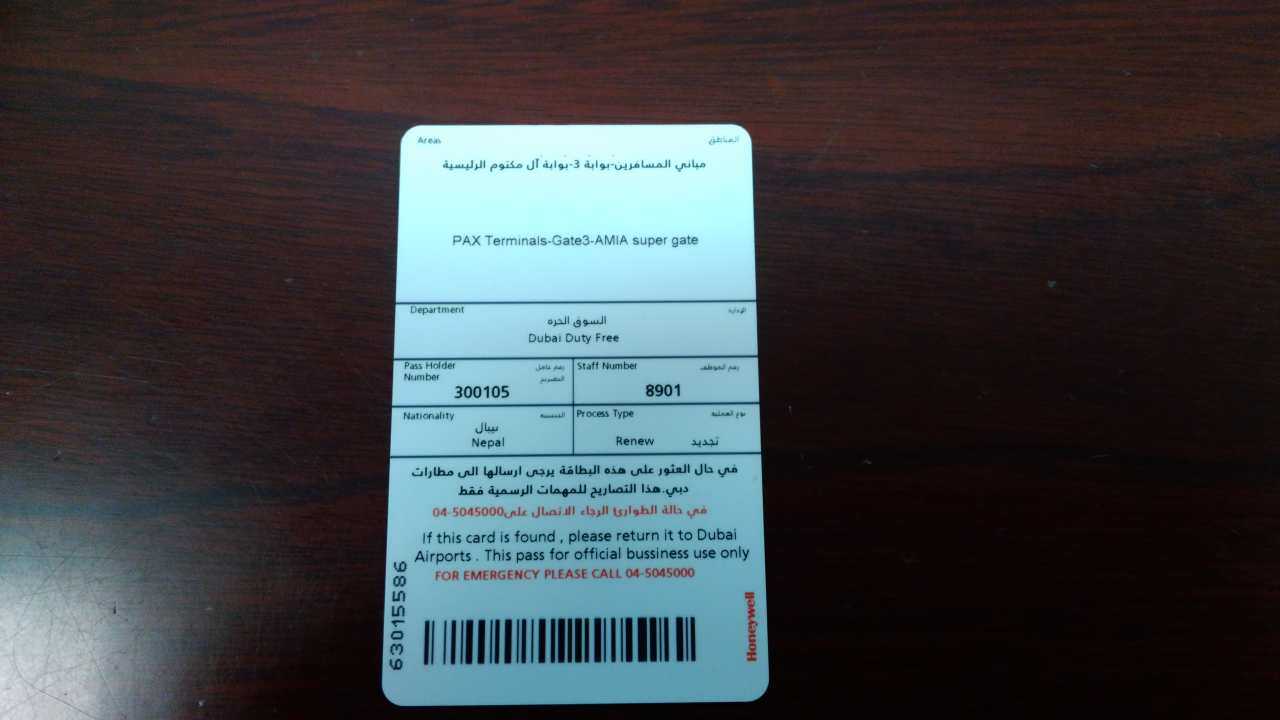 Areas المناطق
مباني المسافرين-بوابة 3-بوابة آل مكتوم الرئيسية
PAX Terminals-Gate3-AMIA super gate
Department الإدارة
السوق الحره
Dubai Duty Free
Pass Holder Number رقم حامل التصريح
300105
Staff Number رقم الموظف
8901
Nationality الجنسية
نيبال
Nepal
Process Type نوع العملية
Renew تجديد
في حال العثور على هذه البطاقة يرجى ارسالها الى مطارات
دبي.هذا التصاريح للمهمات الرسمية فقط
في حالة الطوارئ الرجاء الاتصال على04-5045000
If this card is found , please return it to Dubai
Airports . This pass for official bussiness use only
FOR EMERGENCY PLEASE CALL 04-5045000
63015586
Honeywell